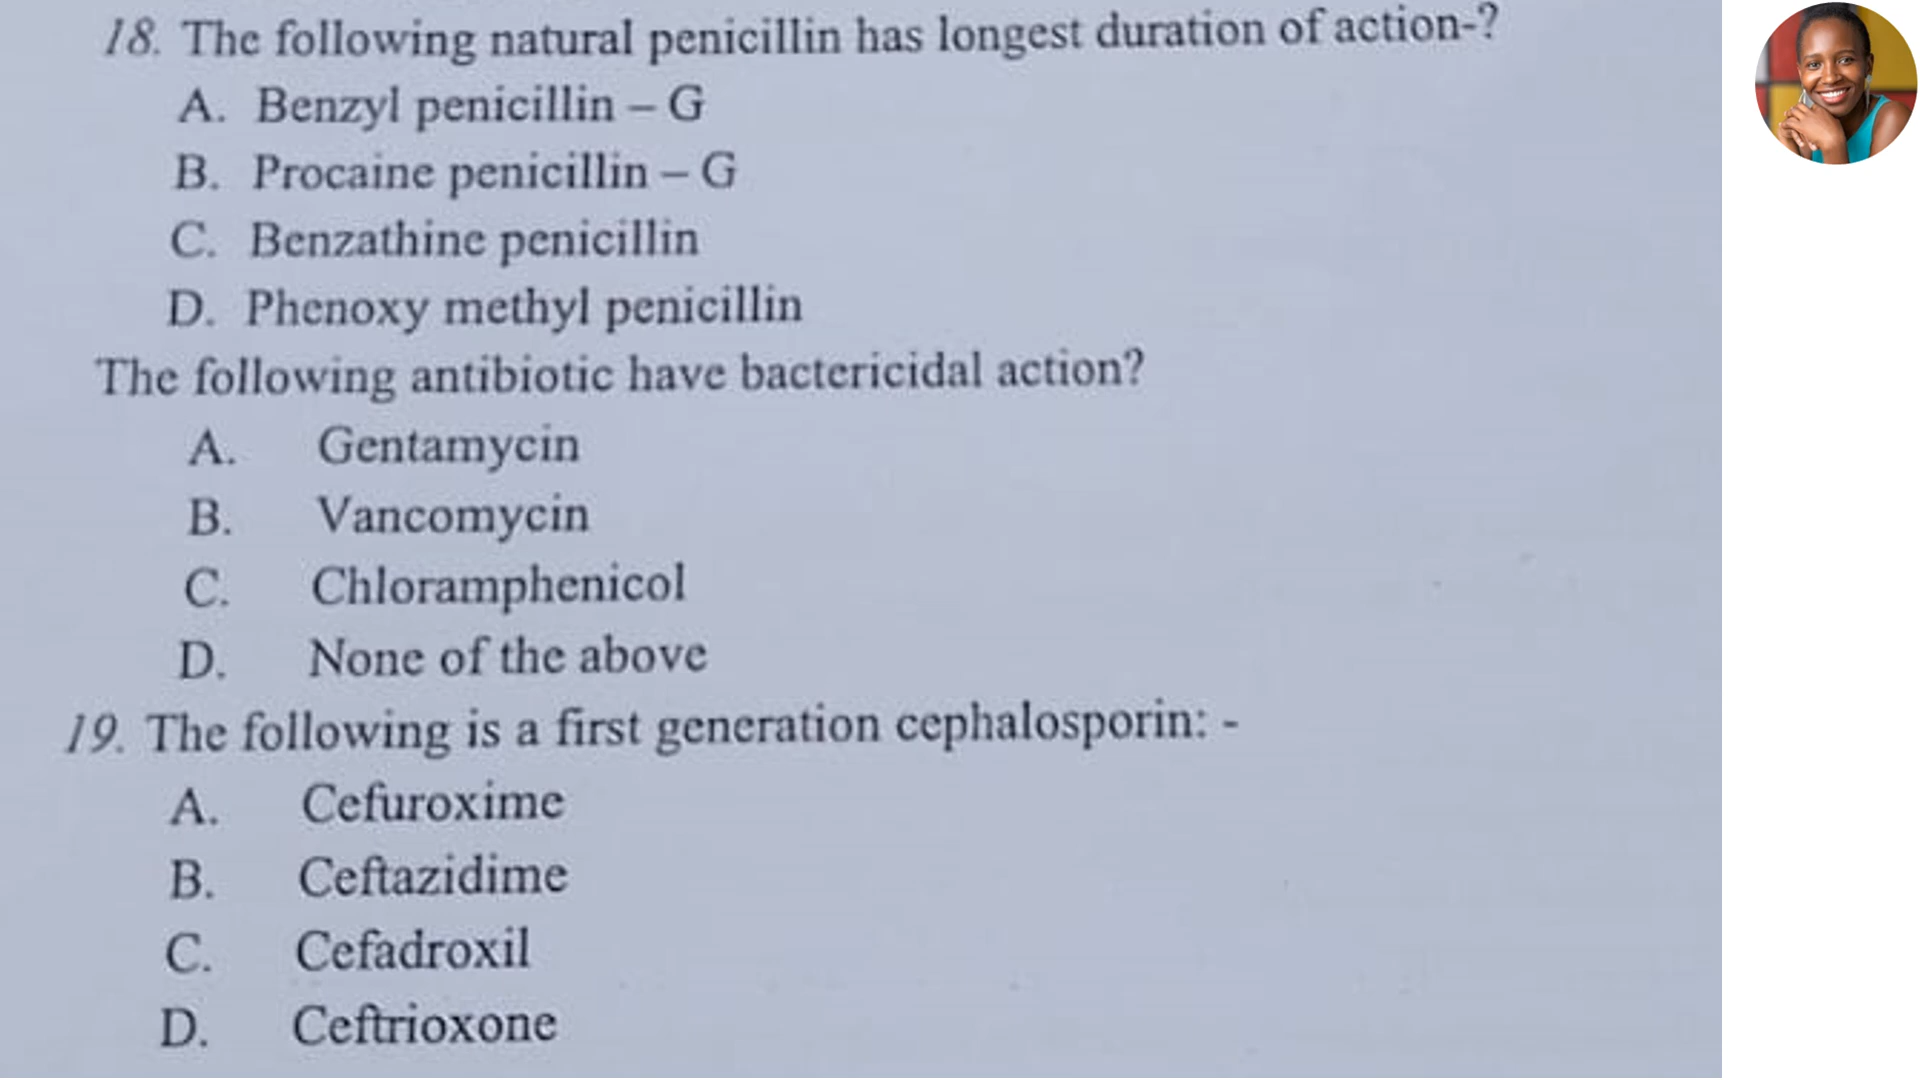 18. The following natural penicillin has longest duration of action-?
A. Benzyl penicillin – G
B. Procaine penicillin – G
C. Benzathine penicillin
D. Phenoxy methyl penicillin
The following antibiotic have bactericidal action?
A. Gentamycin
B. Vancomycin
C. Chloramphenicol
D. None of the above
19. The following is a first generation cephalosporin: -
A. Cefuroxime
B. Ceftazidime
C. Cefadroxil
D. Ceftrioxone